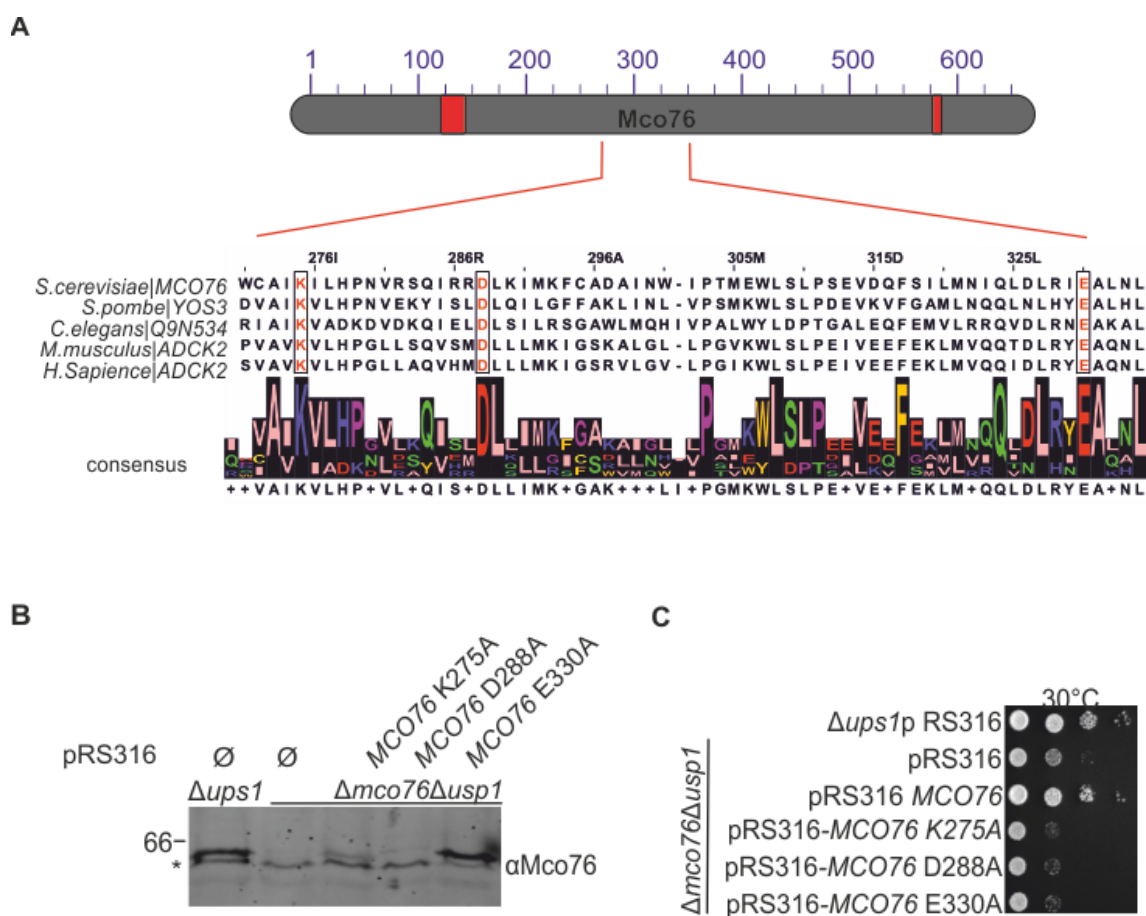 A
1 100 200 300 400 500 600
Mco76
276I 286R 296A 305M 315D 325L
S.cerevisiae|MCO76 WCAIKILHPNVRSQIRRDLKIMKFCADAINW-IPTMEWLSLPSEVDQFSILMNIQLDLRIEALNL
S.pombe|YOS3 DVAIKVLHPNVEKYISLDLQILGFFAKLINL-VPSMKWLSLPDEVKVFGAMLNQQLNLHYEALHL
C.elegans|Q9N534 RIAIKVADKDVDKQIELDLSILRSGAWLMQHIVPALWYLDPTGALEQFEMVLRRQVDLRNEAKAL
M.musculus|ADCK2 PVAVKVLHPGLLSQVSMDLLIMKIGSKALGL-LPGVKWLSLPEIVEEFEKLMVQQTDLRYEAQNL
H.Sapience|ADCK2 SVAVKVLHPGLLAQVHMDLLLMKIGSRVLGV-LPGIKWLSLPEIVEEFEKLMVQQIDLRYEAQNL
consensus
++VAIKVLHP+VL+QIS+DLLIMK+GAK+++LI+PGMKWLSLPE+VE+FEKLM+QQLDLRYEA+NL
B
MCO76 K275A
MCO76 D288A
MCO76 E330A
pRS316 Ø Ø
Δups1 Δmco76Δusp1
66
*
αMco76
C
30°C
Δups1p RS316
Δmco76Δusp1
pRS316
pRS316 MCO76
pRS316-MCO76 K275A
pRS316-MCO76 D288A
pRS316-MCO76 E330A